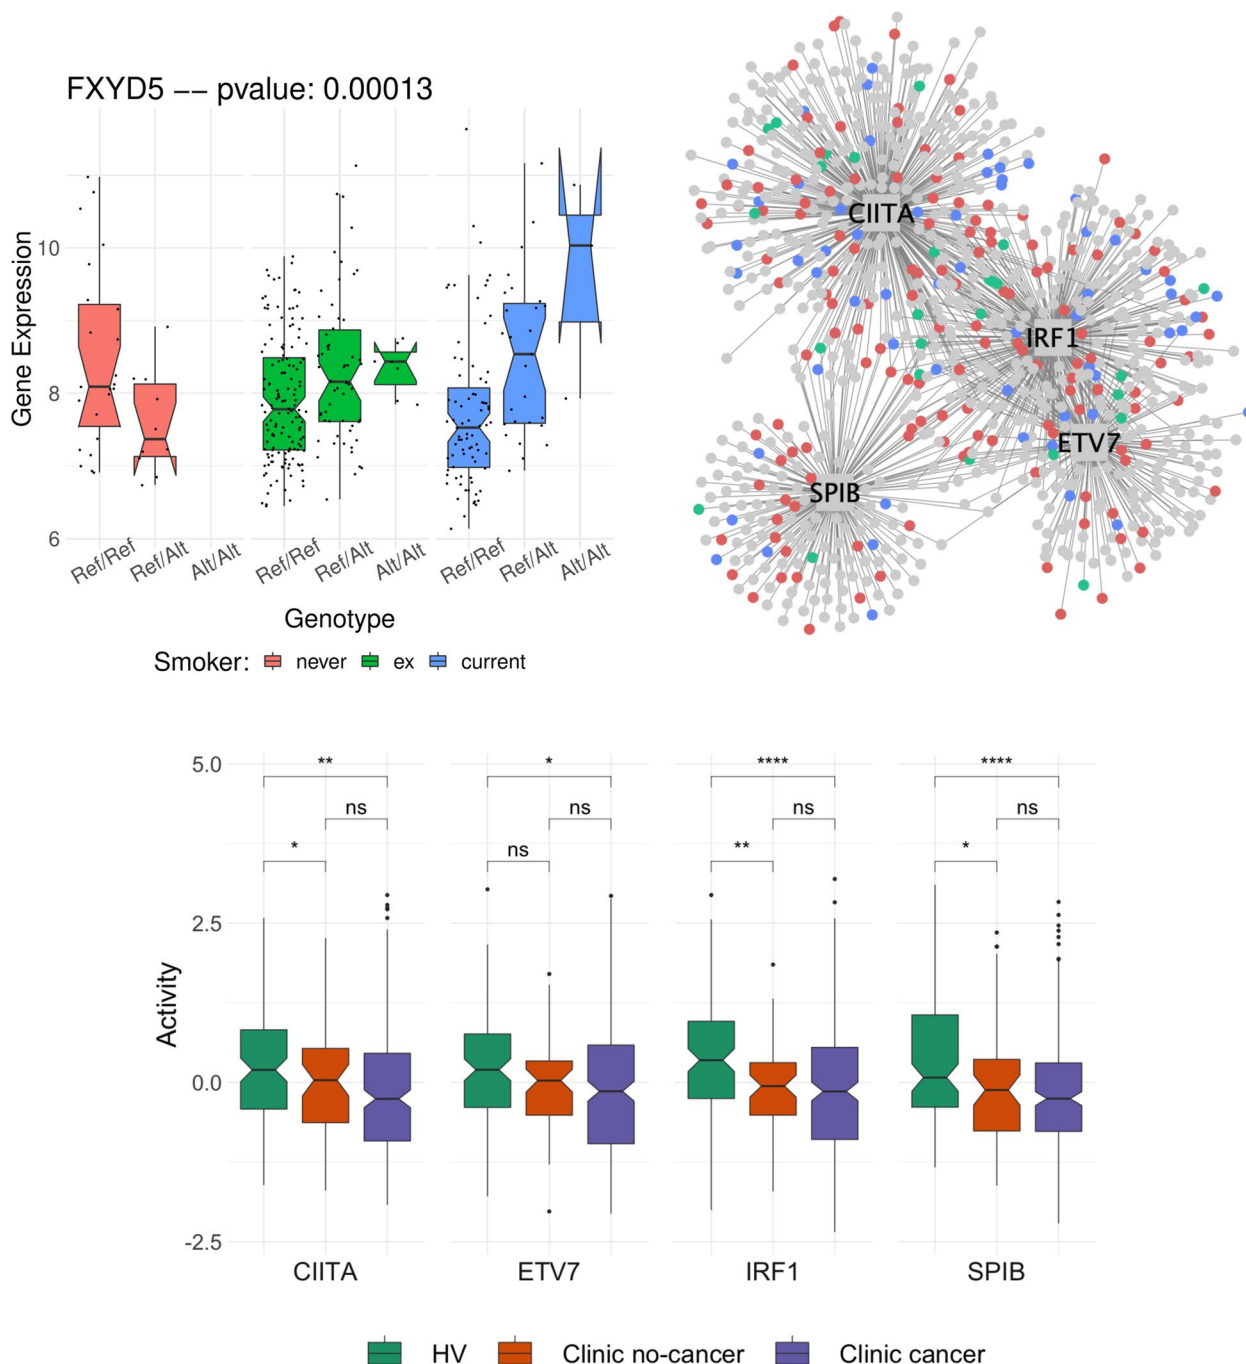 FXYD5 –– pvalue: 0.00013
Gene Expression
10
8
6
Ref/Ref Ref/Alt Alt/Alt Ref/Ref Ref/Alt Alt/Alt Ref/Ref Ref/Alt Alt/Alt
Genotype
Smoker: never ex current
CIITA
IRF1
ETV7
SPIB
Activity
5.0
2.5
0.0
-2.5
** * **** ****
ns ns ns ns
* ns ** *
CIITA ETV7 IRF1 SPIB
HV Clinic no-cancer Clinic cancer